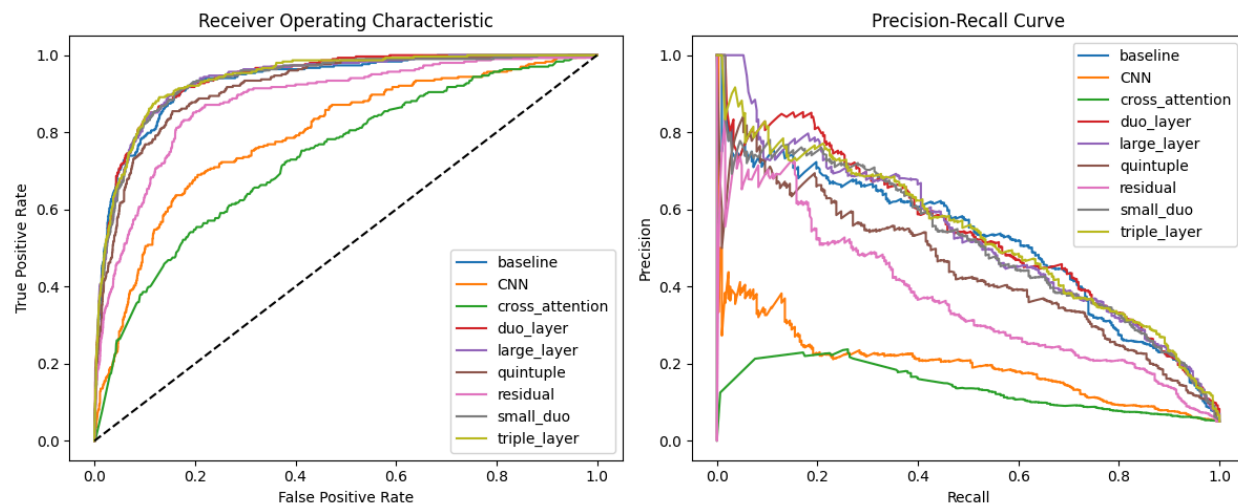 Receiver Operating Characteristic
True Positive Rate
1.0
0.8
0.6
0.4
0.2
0.0
baseline
CNN
cross_attention
duo_layer
large_layer
quintuple
residual
small_duo
triple_layer
0.0 0.2 0.4 0.6 0.8 1.0
False Positive Rate
Precision-Recall Curve
Precision
1.0
0.8
0.6
0.4
0.2
0.0
baseline
CNN
cross_attention
duo_layer
large_layer
quintuple
residual
small_duo
triple_layer
0.0 0.2 0.4 0.6 0.8 1.0
Recall